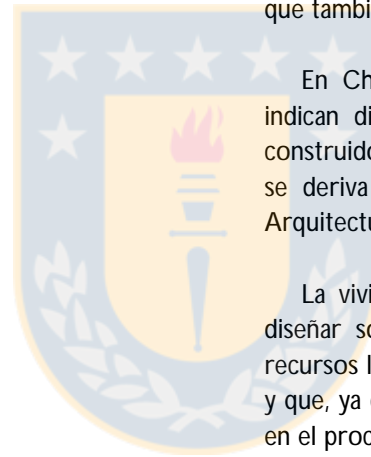 que tambi
En Ch
indican di
construido
se deriva
Arquitectu
La vivi
diseñar so
recursos l
y que, ya
en el proc